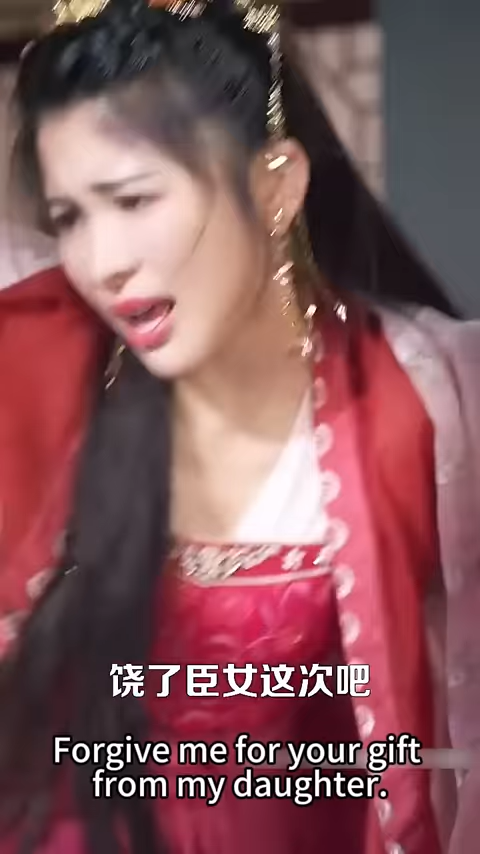 饶了臣女这次吧
Forgive me for your gift
from my daughter.